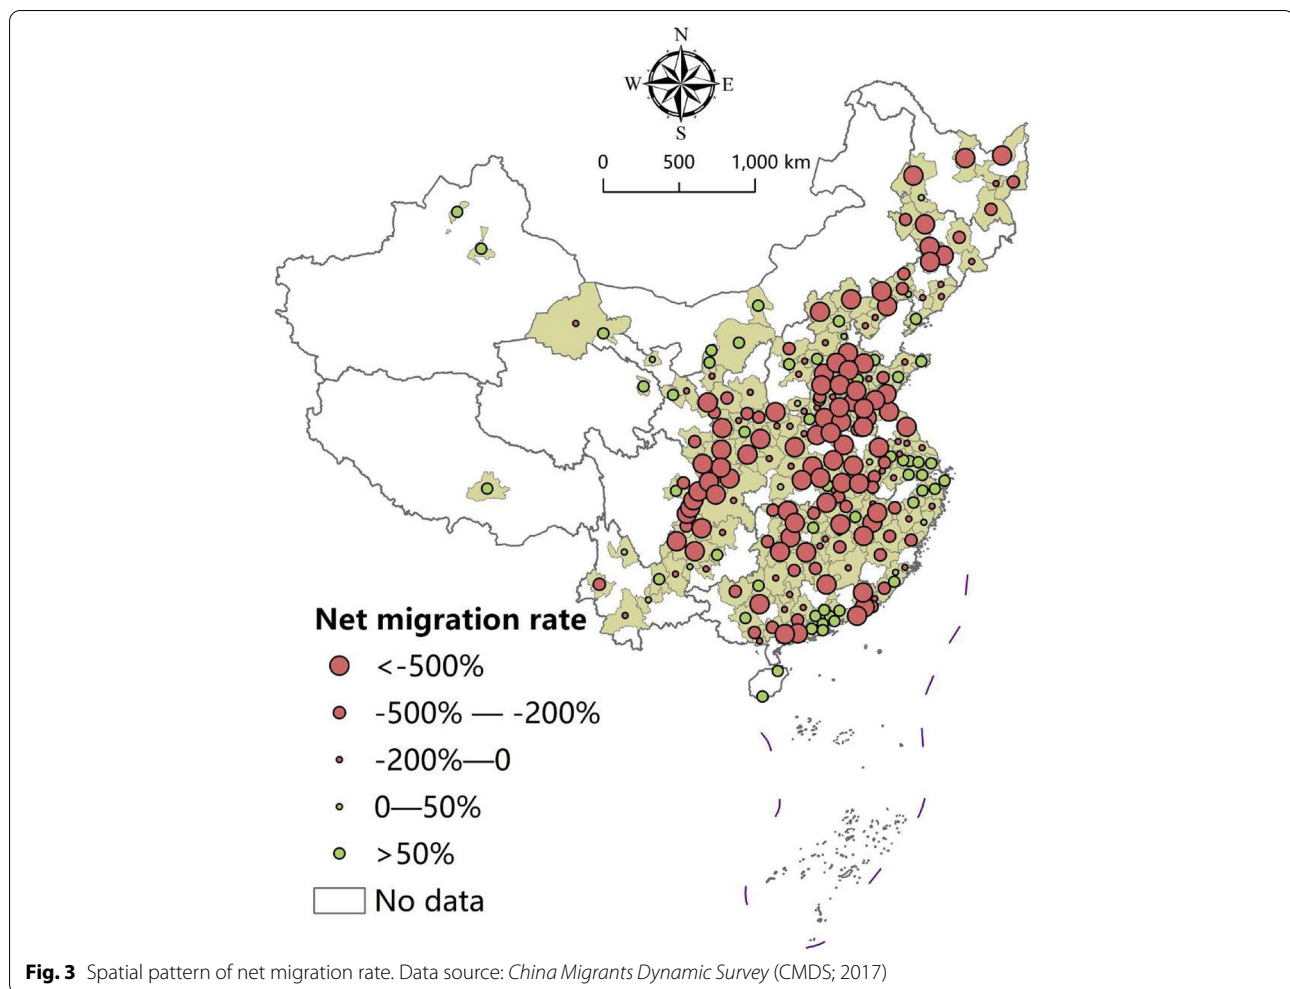 N
W E
S
0 500 1,000 km
Net migration rate
<-500%
-500% — -200%
-200%—0
0—50%
>50%
No data
Fig. 3 Spatial pattern of net migration rate. Data source: China Migrants Dynamic Survey (CMDS; 2017)